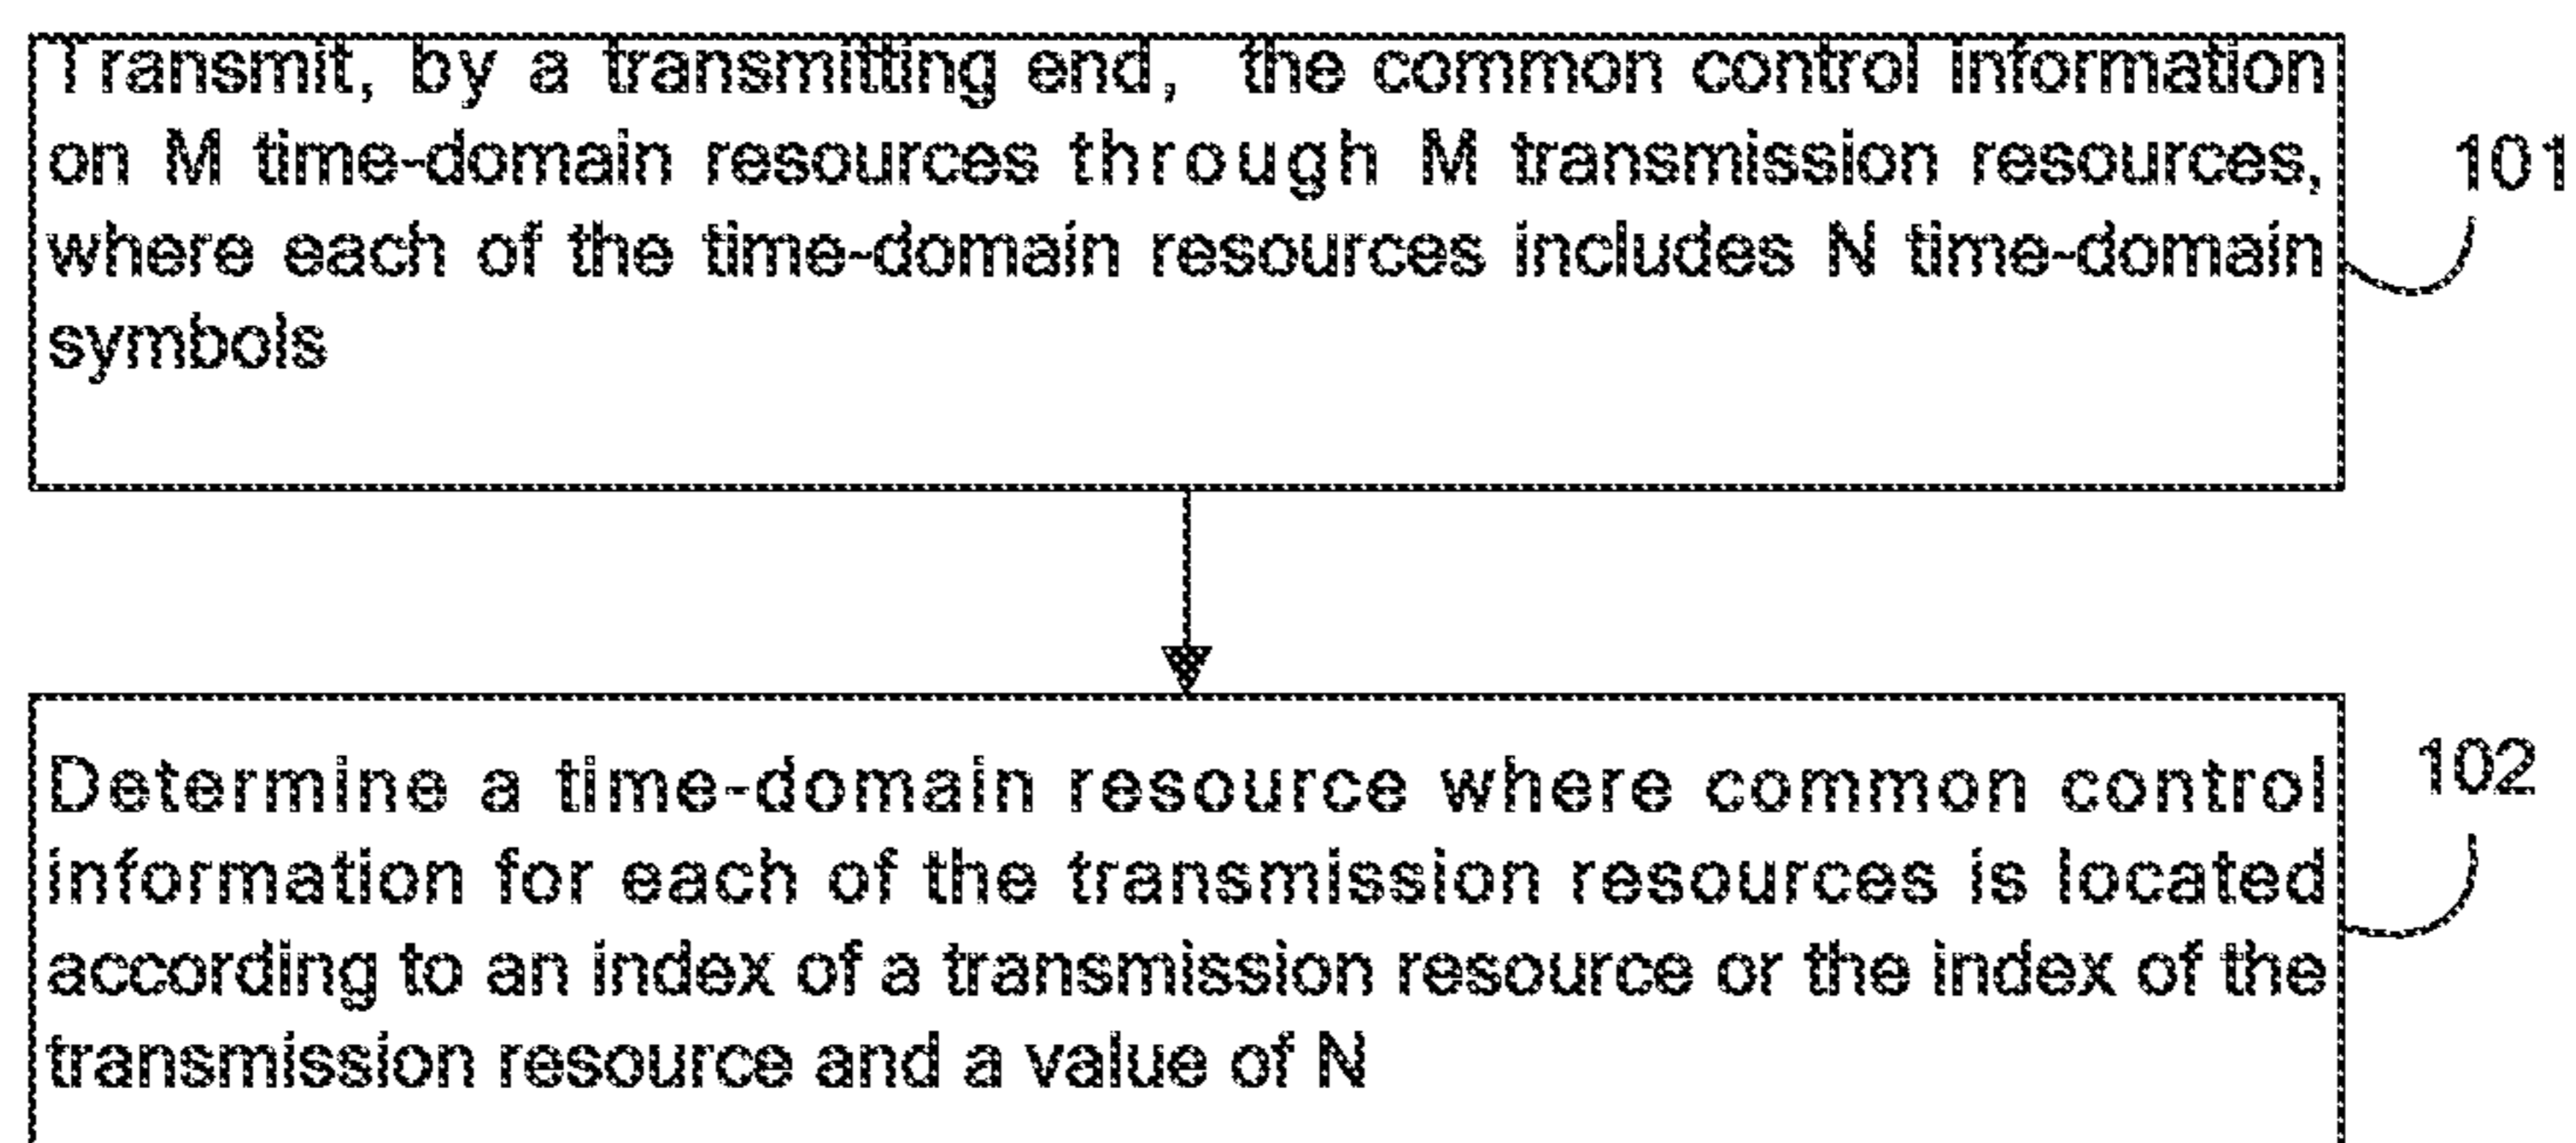 Transmit, by a transmitting end, the common control information
on M time-domain resources through M transmission resources,
where each of the time-domain resources includes N time-domain
symbols
101
Determine a time-domain resource where common control
information for each of the transmission resources is located
according to an index of a transmission resource or the index of the
transmission resource and a value of N
102